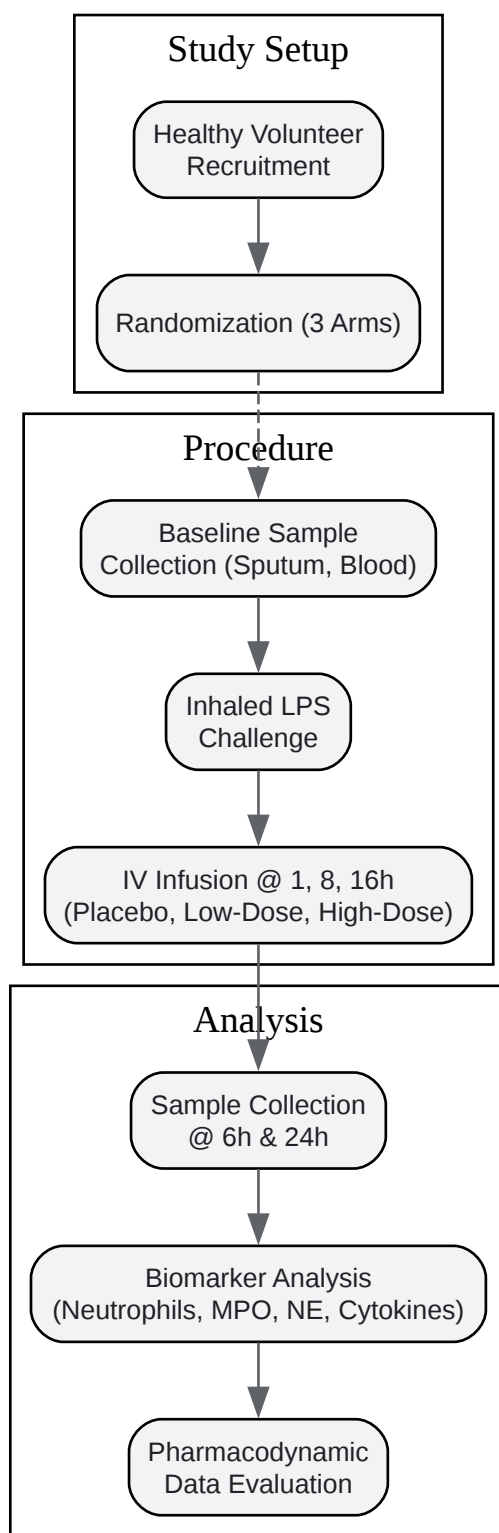 Study Setup
Healthy Volunteer
Recruitment
Randomization (3 Arms)
Procedure
Baseline Sample
Collection (Sputum, Blood)
Inhaled LPS
Challenge
IV Infusion @ 1, 8, 16h
(Placebo, Low-Dose, High-Dose)
Analysis
Sample Collection
@ 6h & 24h
Biomarker Analysis
(Neutrophils, MPO, NE, Cytokines)
Pharmacodynamic
Data Evaluation